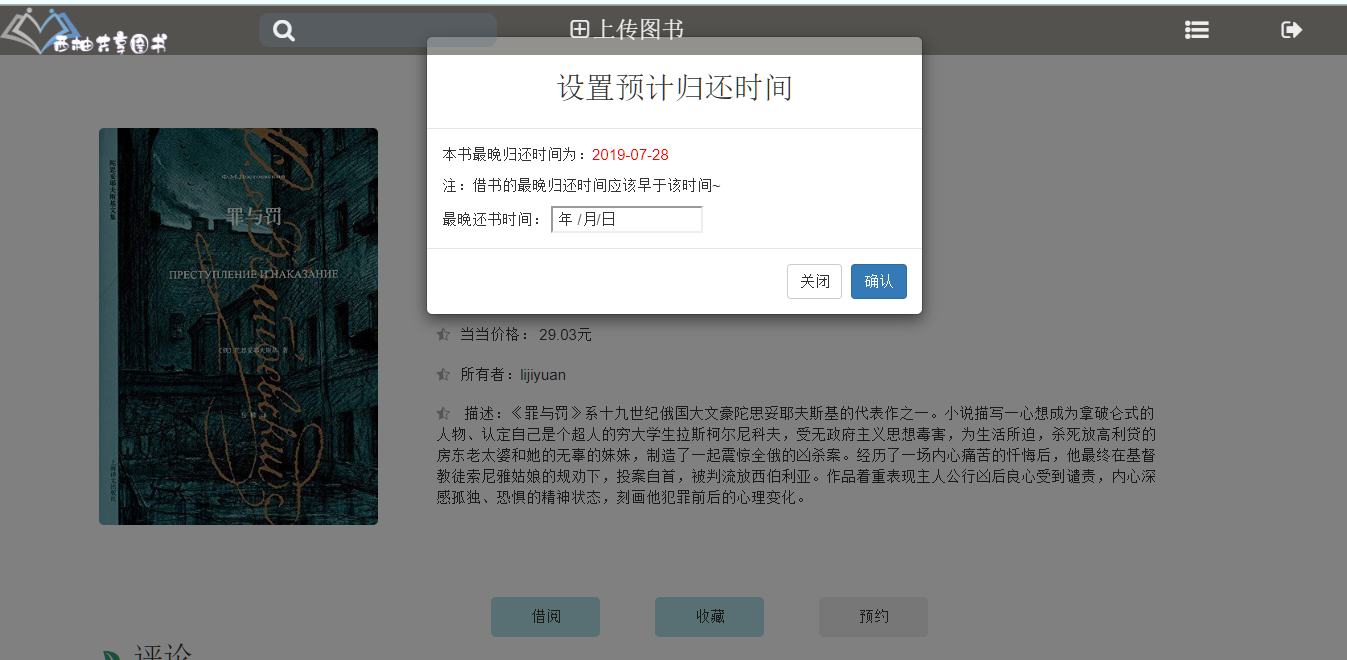 西柚共享图书
上传图书
设置预计归还时间
本书最晚归还时间为：2019-07-28
注：借书的最晚归还时间应该早于该时间~
最晚还书时间： 年 /月/日
关闭 确认
罪与罚
ПРЕСТУПЛЕНИЕ И НАКАЗАНИЕ
当当价格： 29.03元
所有者：lijiyuan
描述：《罪与罚》系十九世纪俄国大文豪陀思妥耶夫斯基的代表作之一。小说描写一心想成为拿破仑式的
人物、认定自己是个超人的穷大学生拉斯柯尔尼科夫，受无政府主义思想毒害，为生活所迫，杀死放高利贷的
房东老太婆和她的无辜的妹妹，制造了一起震惊全俄的凶杀案。经历了一场内心痛苦的忏悔后，他最终在基督
教徒索尼雅姑娘的规劝下，投案自首，被判流放西伯利亚。作品着重表现主人公行凶后良心受到谴责，内心深
感孤独、恐惧的精神状态，刻画他犯罪前后的心理变化。
借阅 收藏 预约
评论